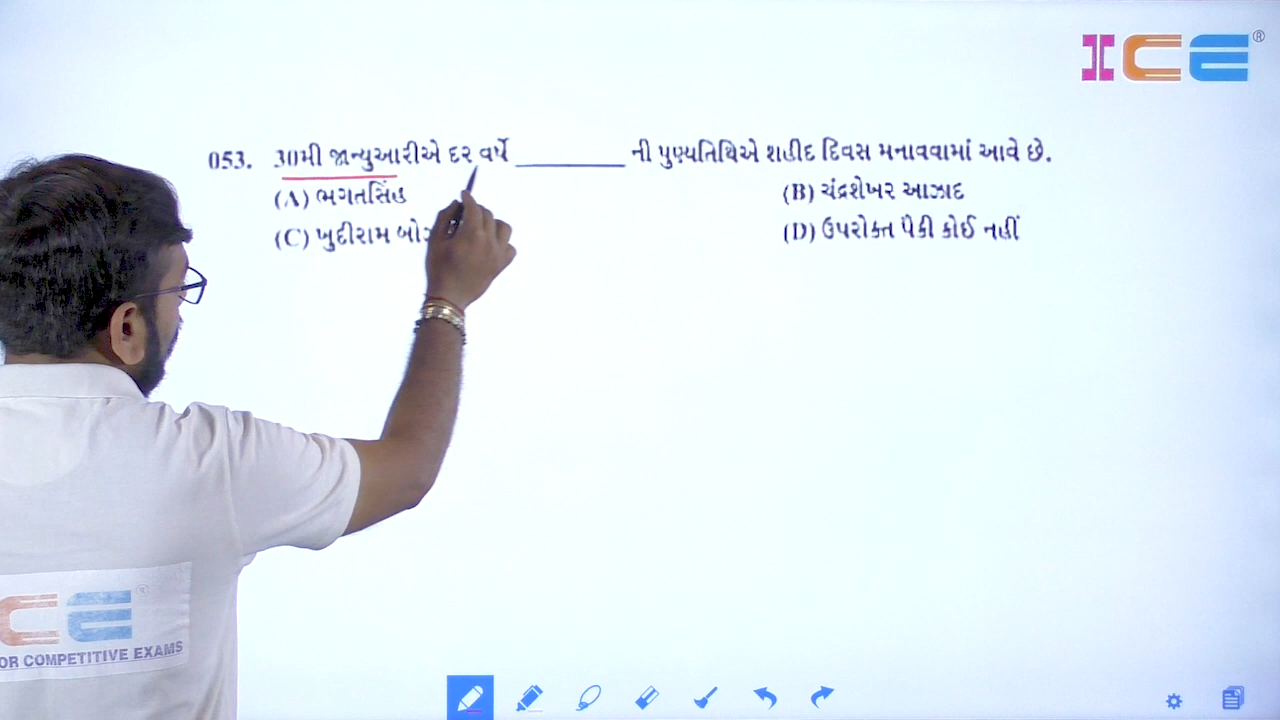 ICE®
053. 30મી જાન્યુઆરીએ દર વર્ષે __________ ની પુણ્યતિથિએ શહીદ દિવસ મનાવવામાં આવે છે.
(A) ભગતસિંહ (B) ચંદ્રશેખર આઝાદ
(C) ખુદીરામ (D) ઉપરોક્ત પૈકી કોઈ નહીં
CE®
OR COMPETITIVE EXAMS